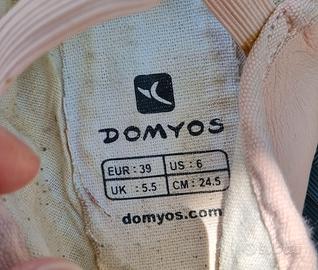 DOMYOS
EUR : 39 US : 6
UK : 5.5 CM : 24.5
domyos.com